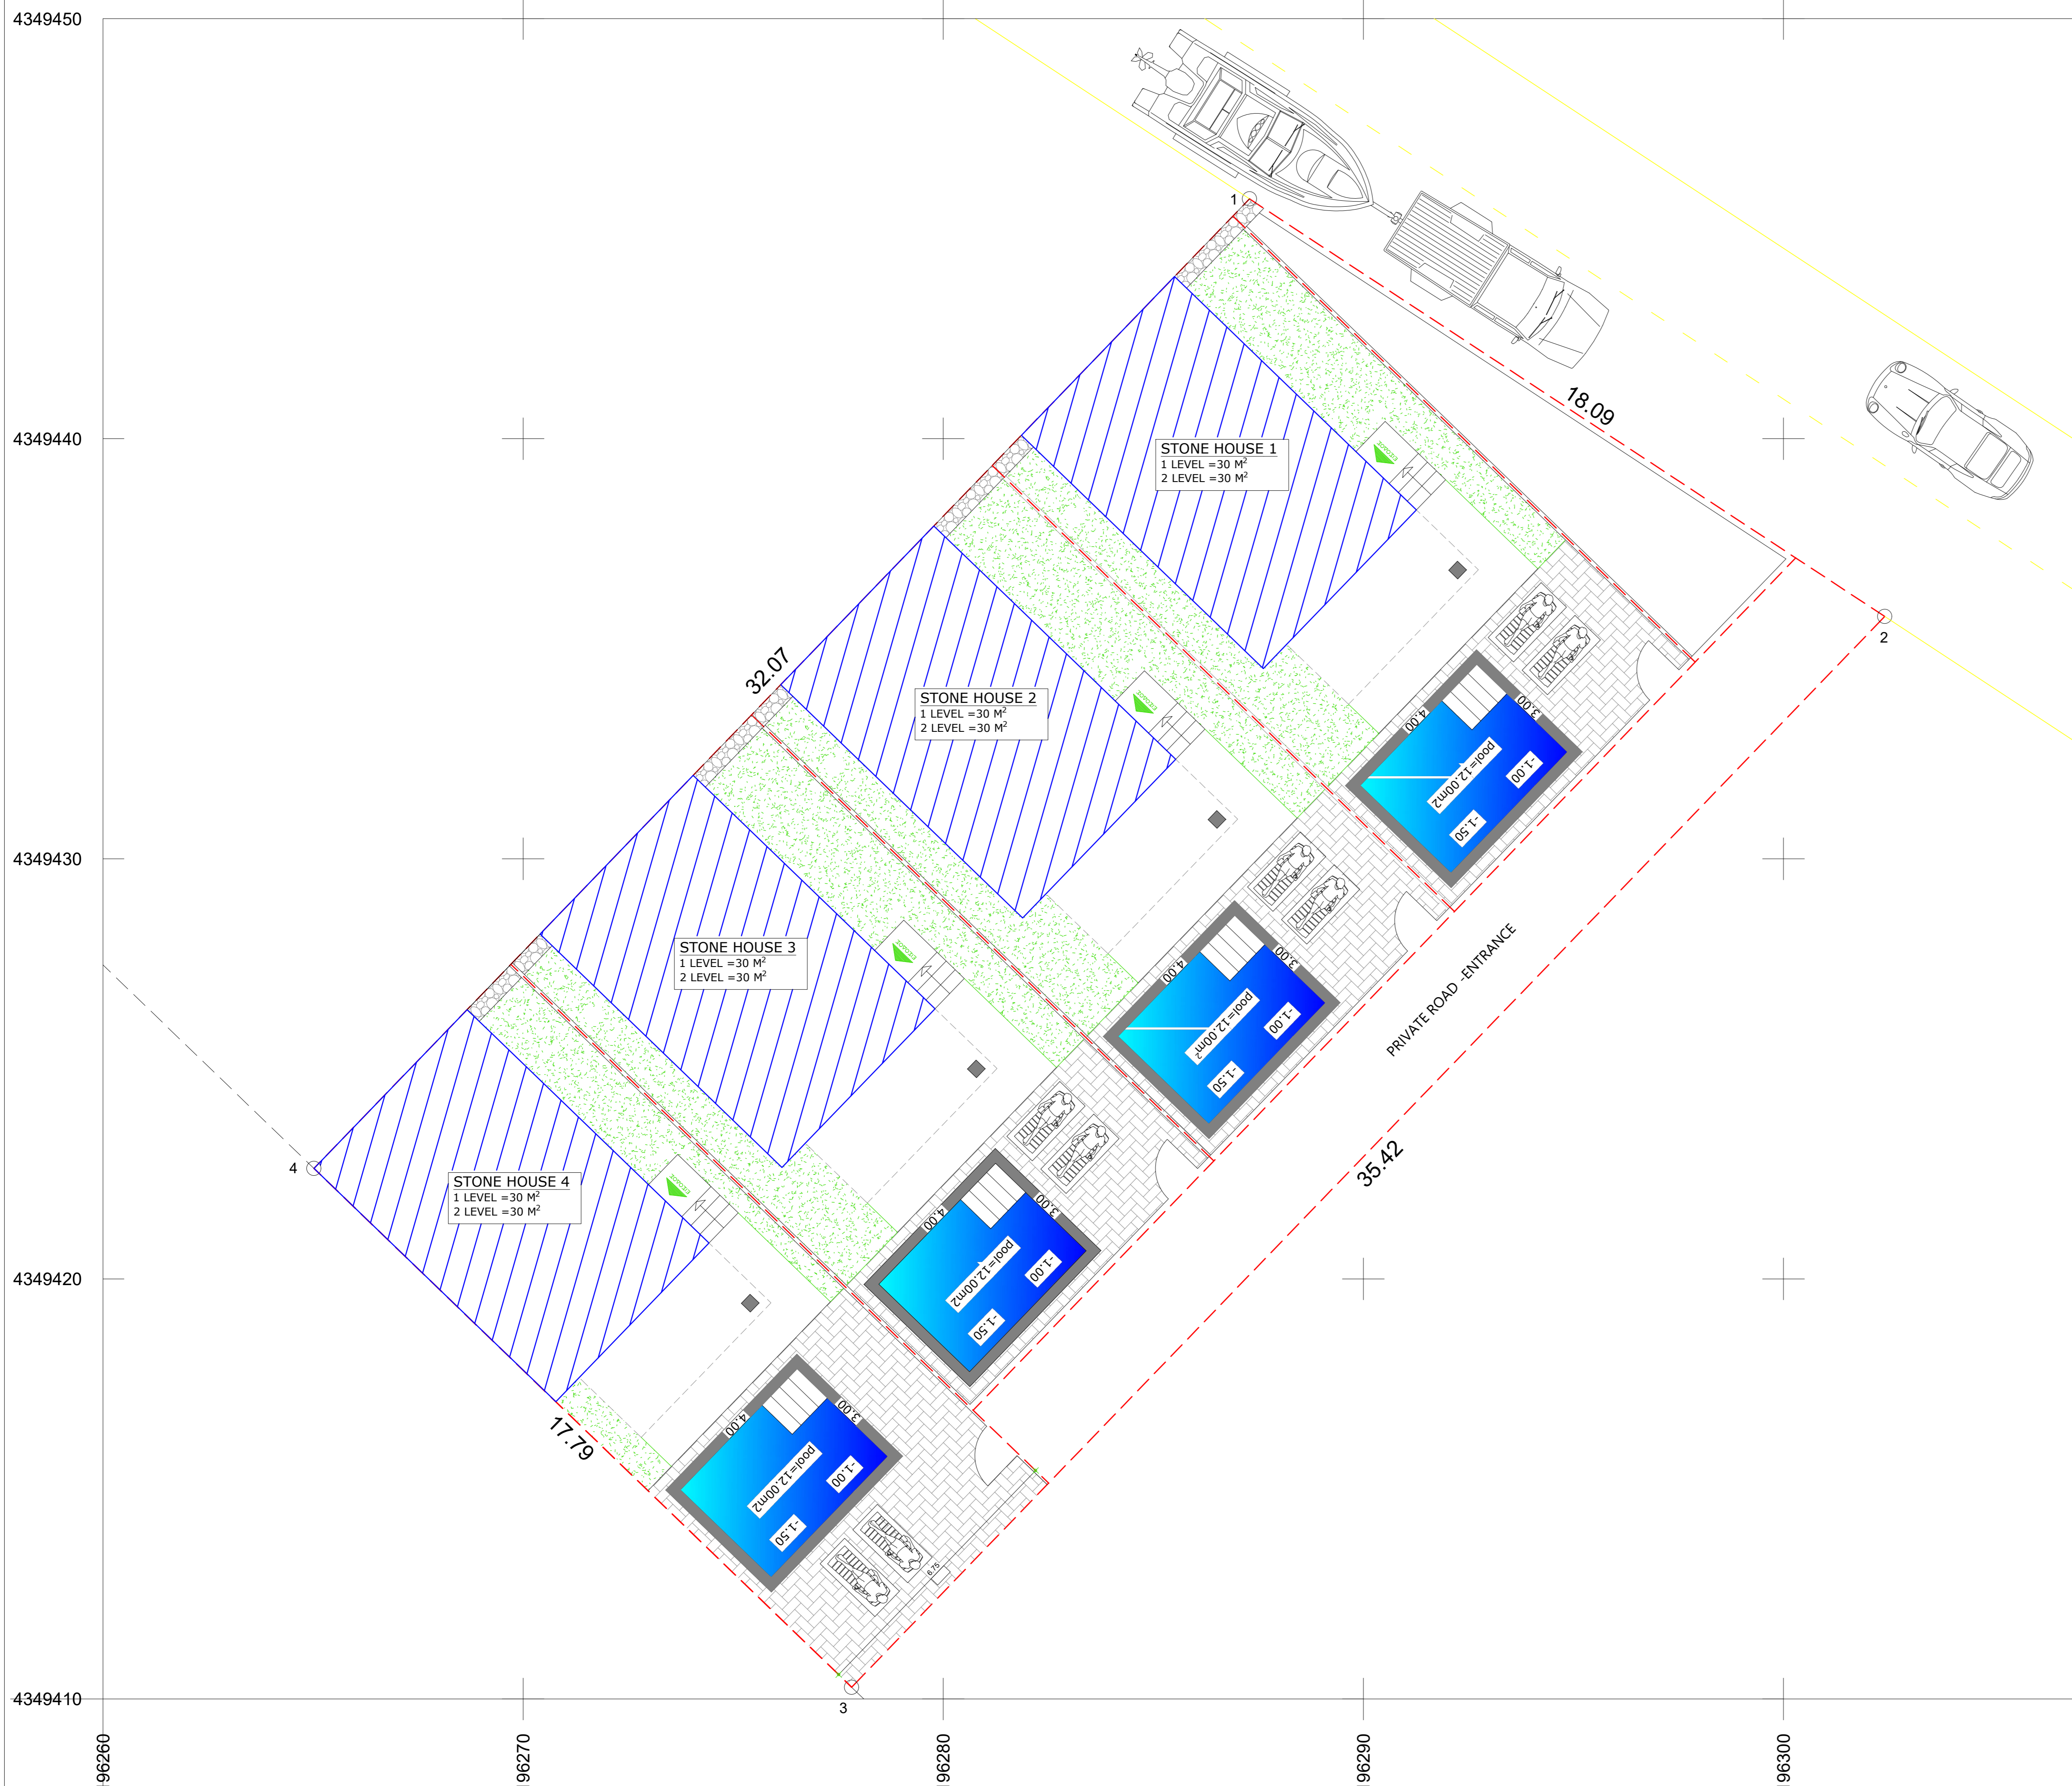 4349450
1
18.09
4349440
STONE HOUSE 1
1 LEVEL =30 M²
2 LEVEL =30 M²
2
32.07
STONE HOUSE 2
1 LEVEL =30 M²
2 LEVEL =30 M²
4.00
3.00
pool=12.00m2
-1.00
-1.50
4349430
STONE HOUSE 3
1 LEVEL =30 M²
2 LEVEL =30 M²
4.00
3.00
pool=12.00m²
-1.00
-1.50
PRIVATE ROAD -ENTRANCE
35.42
4
STONE HOUSE 4
1 LEVEL =30 M²
2 LEVEL =30 M²
4.00
3.00
pool=12.00m2
-1.00
-1.50
4349420
17.79
4.00
3.00
pool=12.00m2
-1.00
-1.50
6.75
4349410
3
96260
96270
96280
96290
96300